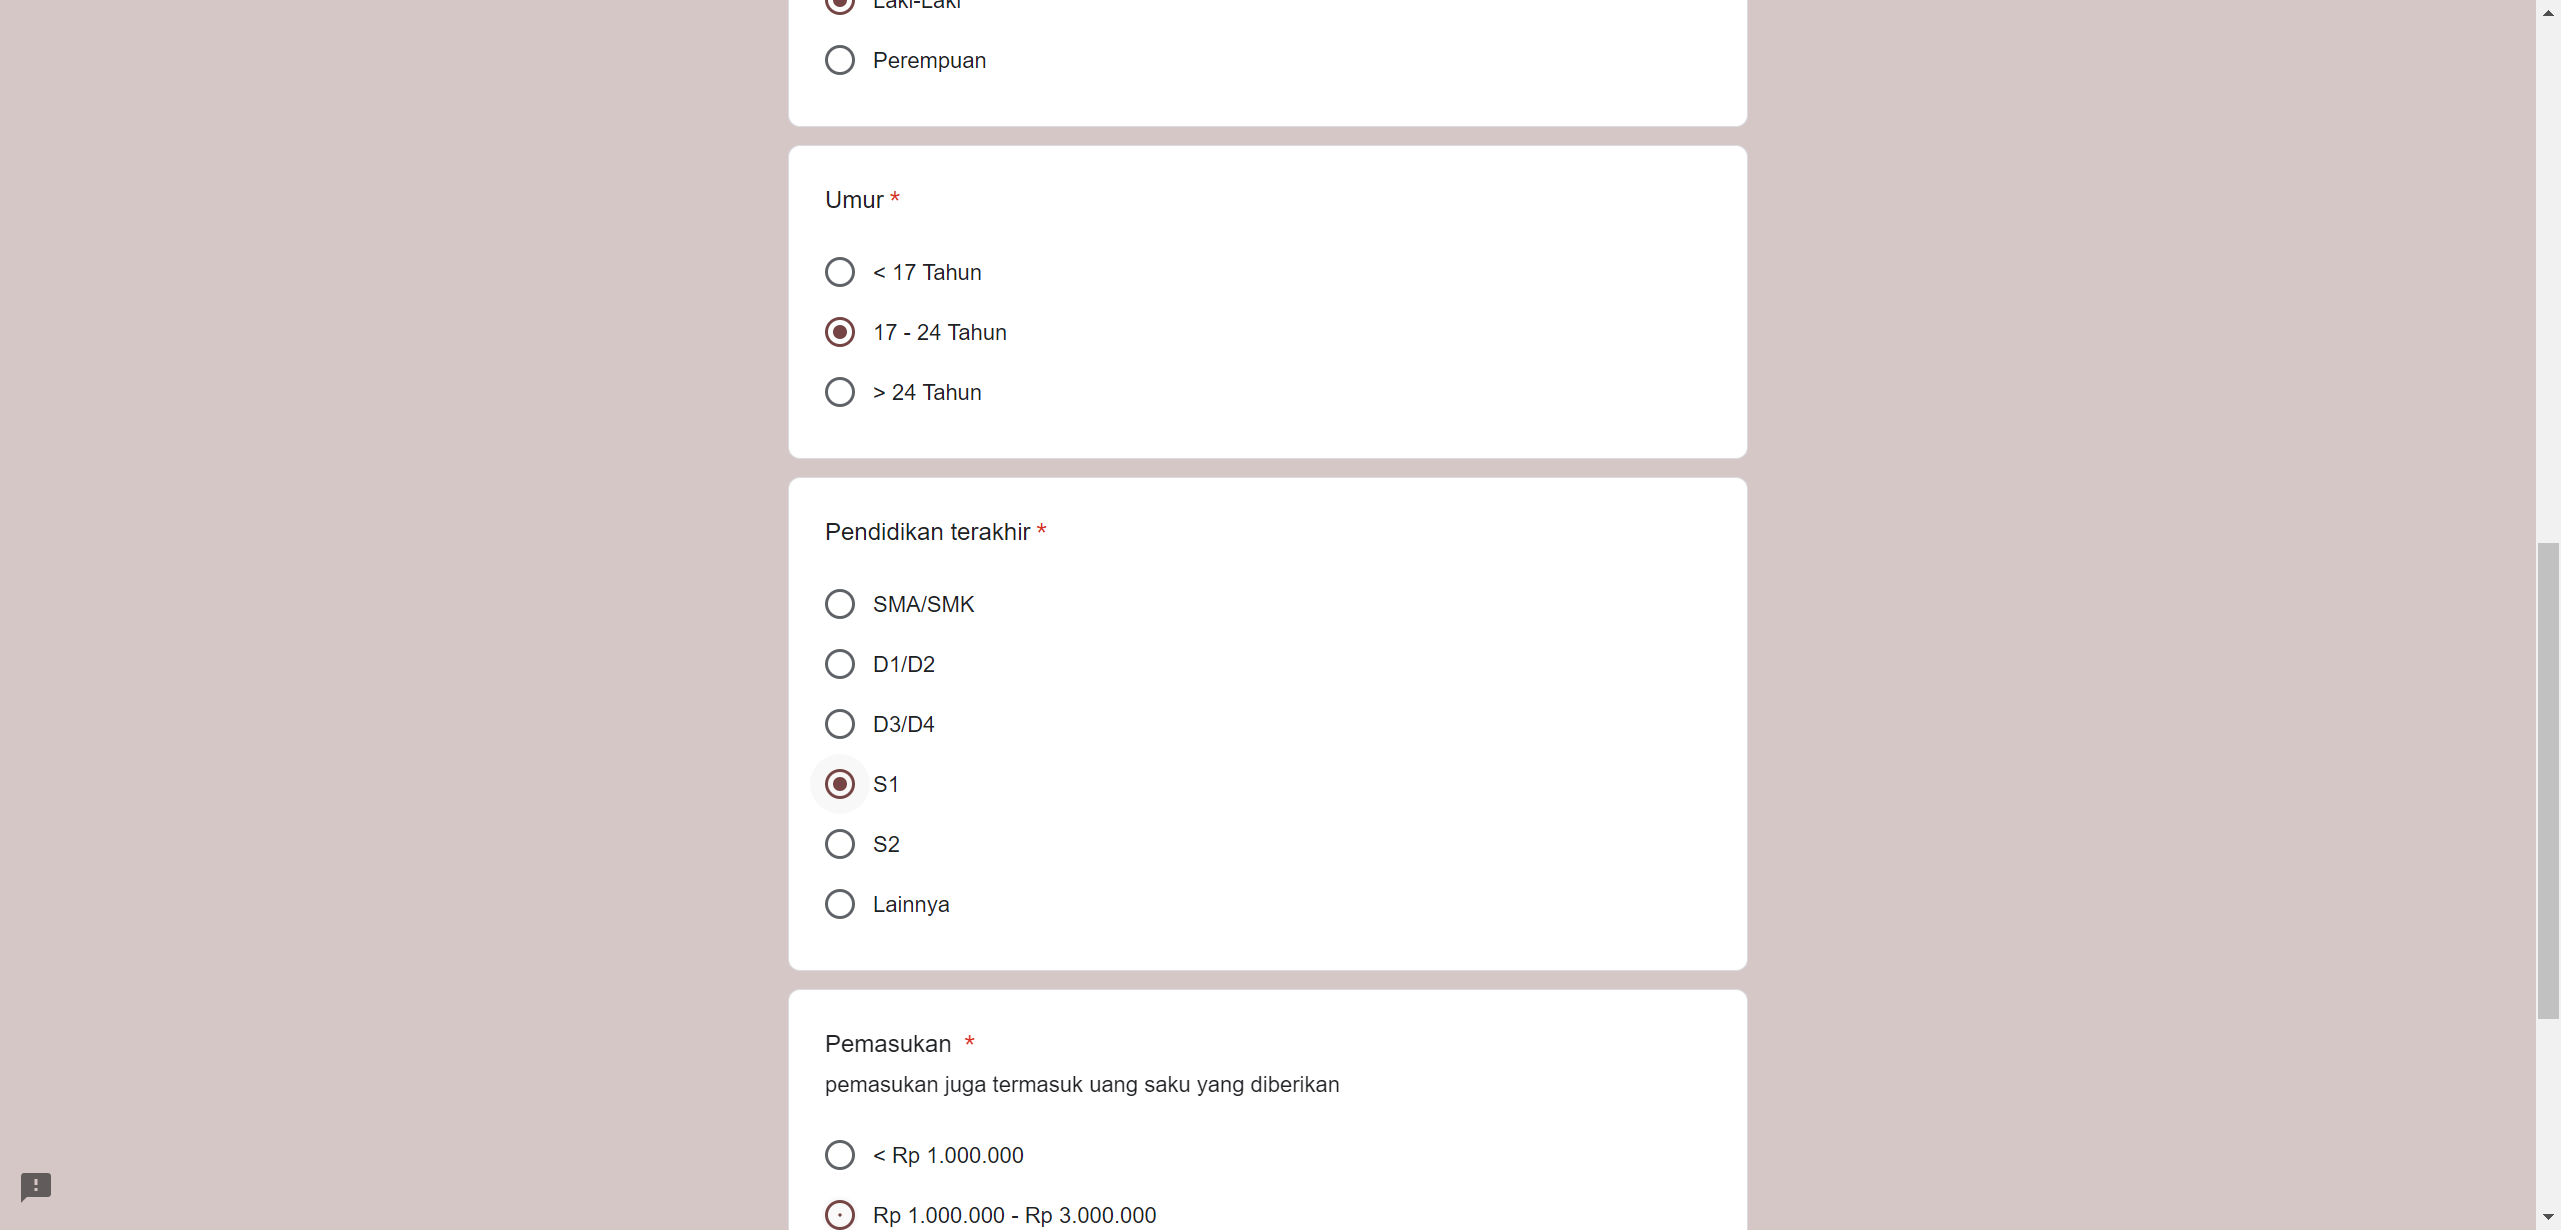 Laki-Laki
Perempuan
Umur *
< 17 Tahun
17 - 24 Tahun
> 24 Tahun
Pendidikan terakhir *
SMA/SMK
D1/D2
D3/D4
S1
S2
Lainnya
Pemasukan *
pemasukan juga termasuk uang saku yang diberikan
< Rp 1.000.000
Rp 1.000.000 - Rp 3.000.000